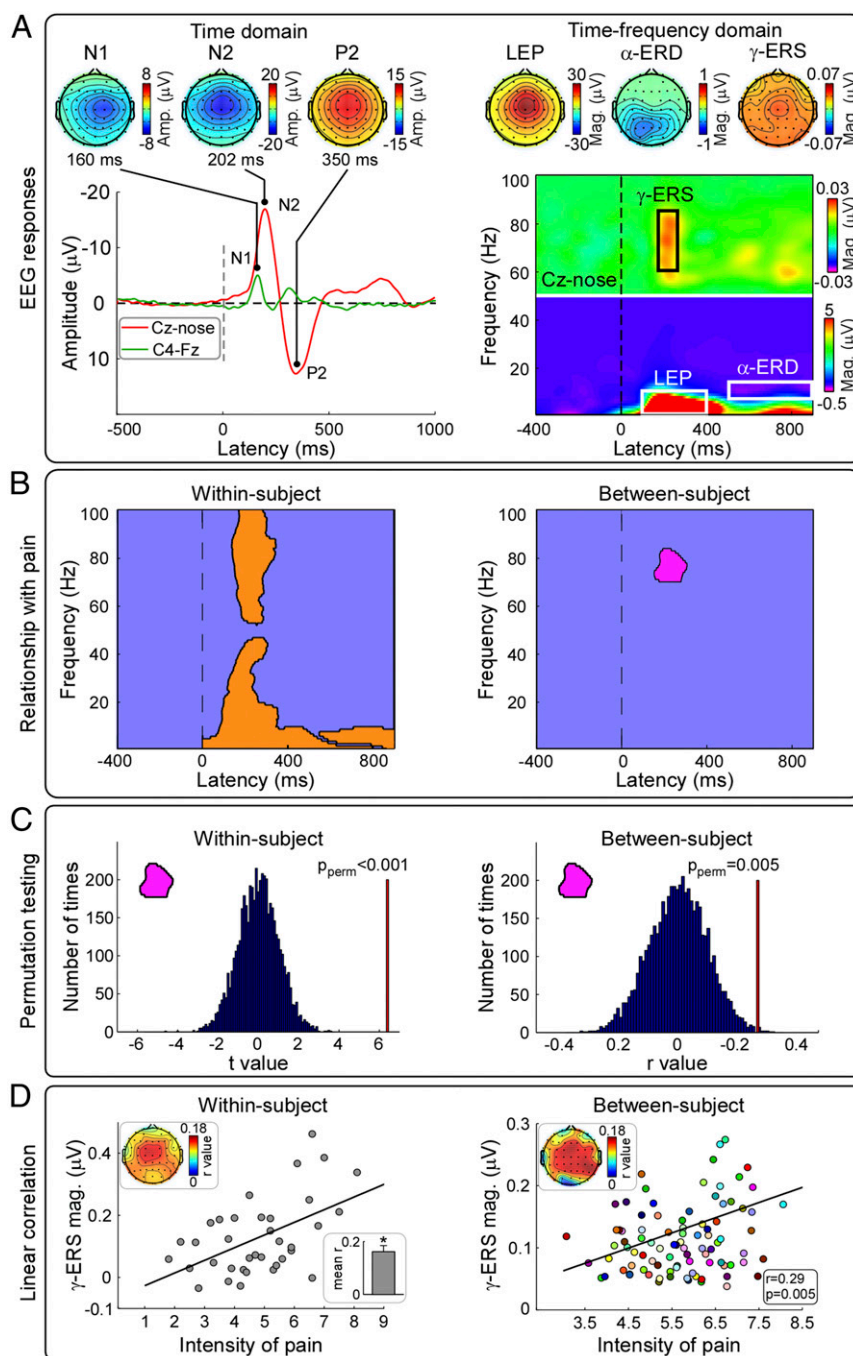 A
Time domain
Time-frequency domain
N1
N2
P2
LEP
α-ERD
γ-ERS
8
-8
Amp. (μV)
20
-20
Amp. (μV)
15
-15
Amp. (μV)
30
-30
Mag. (μV)
1
-1
Mag. (μV)
0.07
-0.07
Mag. (μV)
160 ms
202 ms
350 ms
EEG responses
Amplitude (μV)
-20
-10
0
10
N1
N2
P2
Cz-nose
C4-Fz
-500
0
500
1000
Latency (ms)
Frequency (Hz)
100
80
60
40
20
γ-ERS
Cz-nose
LEP
α-ERD
0.03
-0.03
Mag. (μV)
5
-0.5
Mag. (μV)
-400
0
400
800
Latency (ms)
B
Relationship with pain
Within-subject
Between-subject
Frequency (Hz)
100
80
60
40
20
-400
0
400
800
Latency (ms)
Frequency (Hz)
100
80
60
40
20
-400
0
400
800
Latency (ms)
C
Permutation testing
Within-subject
Between-subject
Number of times
200
150
100
50
0
pperm<0.001
-6
-4
-2
0
2
4
6
t value
Number of times
200
150
100
50
0
pperm=0.005
-0.4
0.2
0
-0.2
0.4
r value
D
Linear correlation
Within-subject
Between-subject
γ-ERS mag. (μV)
0.4
0.2
0
-0.1
0.18
0
r value
mean r
0.2
0
*
1
2
3
4
5
6
7
8
9
Intensity of pain
γ-ERS mag. (μV)
0.3
0.2
0.1
0
0.18
0
r value
r=0.29
p=0.005
3.5
4.5
5.5
6.5
7.5
8.5
Intensity of pain